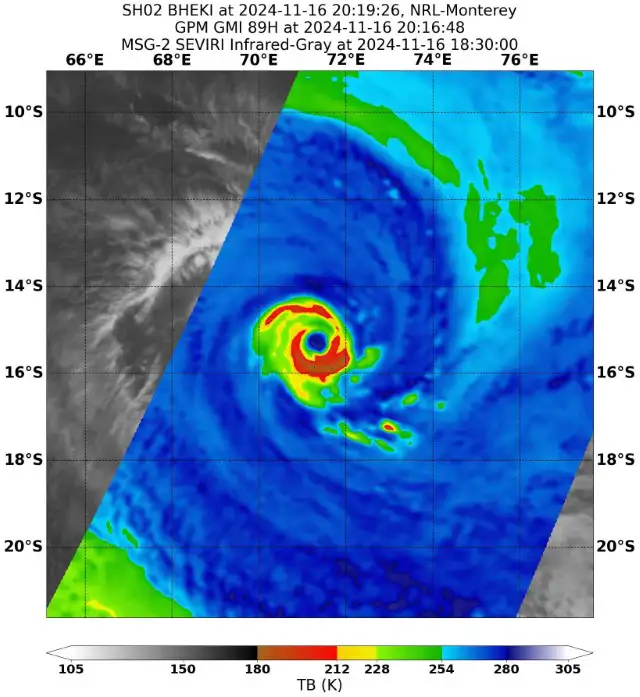 SH02 BHEKI at 2024-11-16 20:19:26, NRL-Monterey
GPM GMI 89H at 2024-11-16 20:16:48
MSG-2 SEVIRI Infrared-Gray at 2024-11-16 18:30:00
66°E 68°E 70°E 72°E 74°E 76°E
10°S 10°S
12°S 12°S
14°S 14°S
16°S 16°S
18°S 18°S
20°S 20°S
105 150 180 212 228 254 280 305
TB (K)